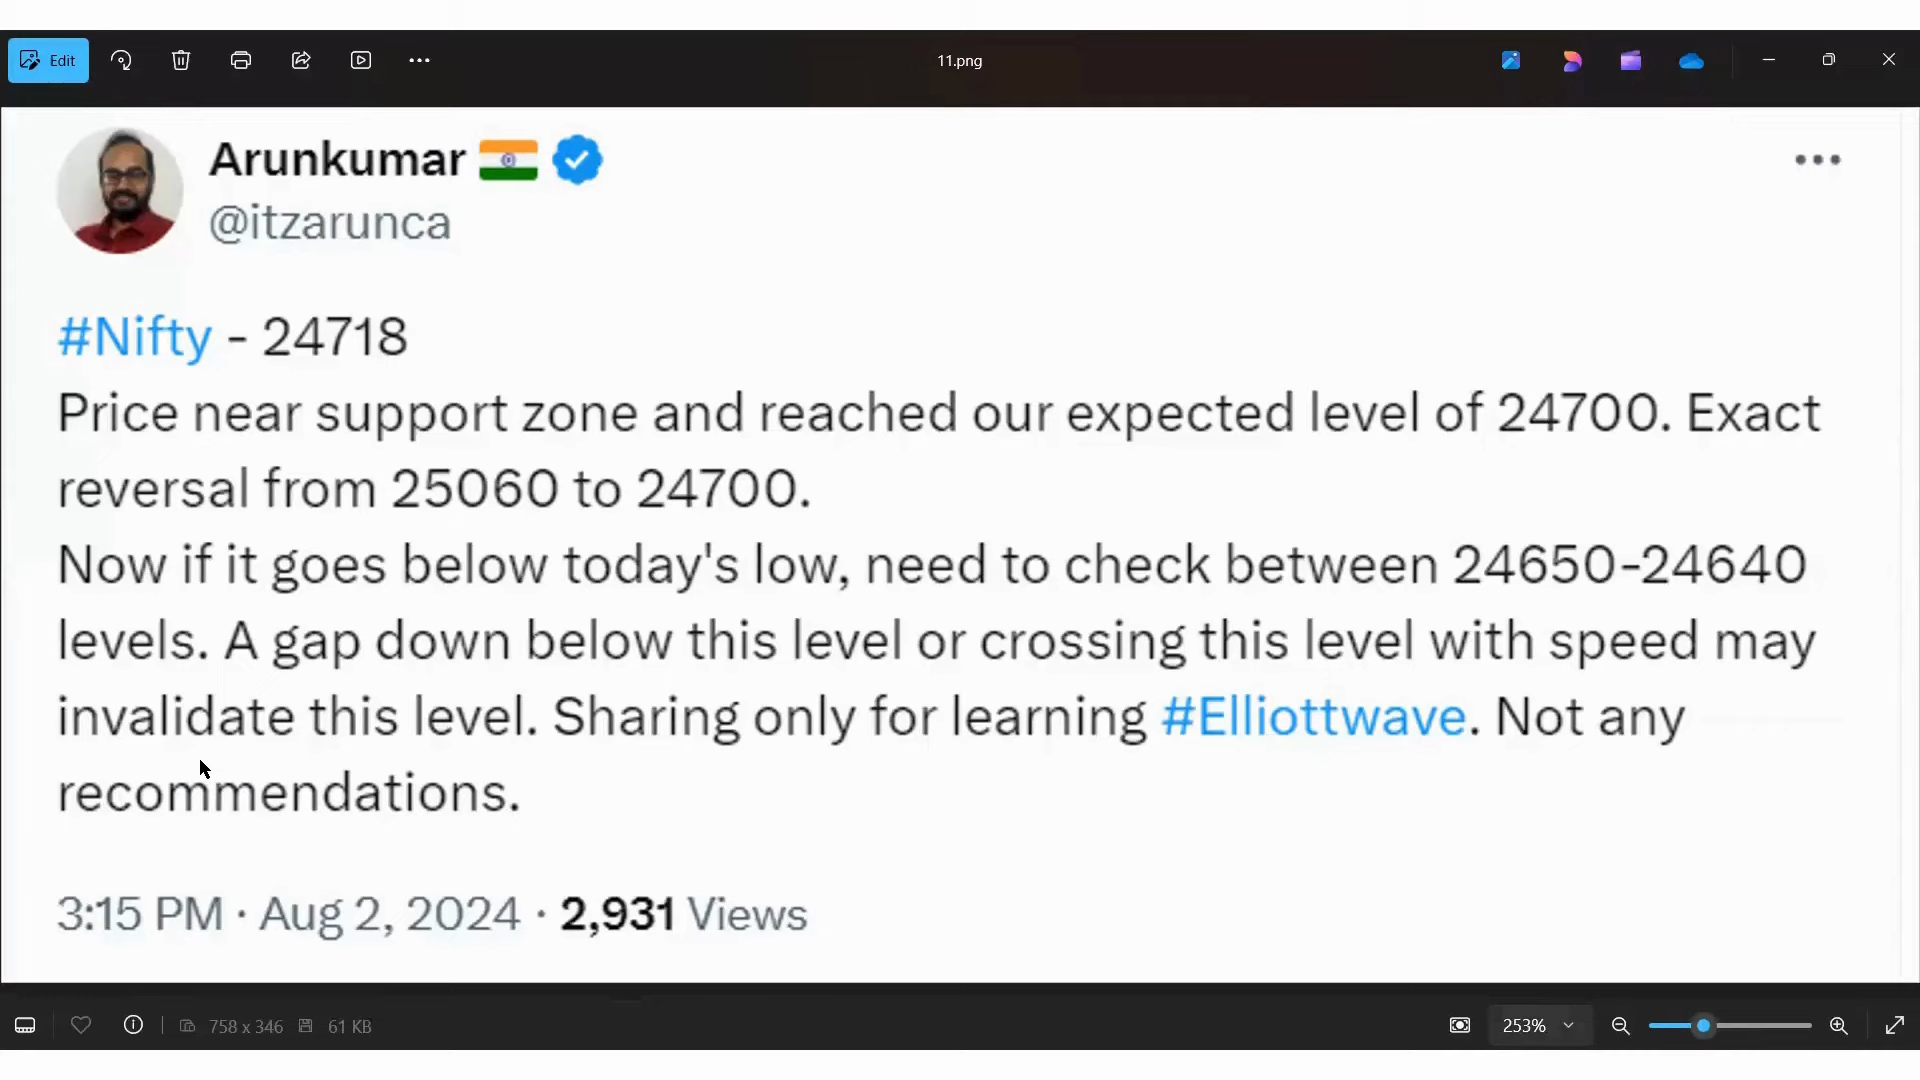 Edit
11.png
Arunkumar
@itzarunca
#Nifty - 24718
Price near support zone and reached our expected level of 24700. Exact
reversal from 25060 to 24700.
Now if it goes below today's low, need to check between 24650-24640
levels. A gap down below this level or crossing this level with speed may
invalidate this level. Sharing only for learning #Elliottwave. Not any
recommendations.
3:15 PM · Aug 2, 2024 · 2,931 Views
758 x 346 61 KB 253%